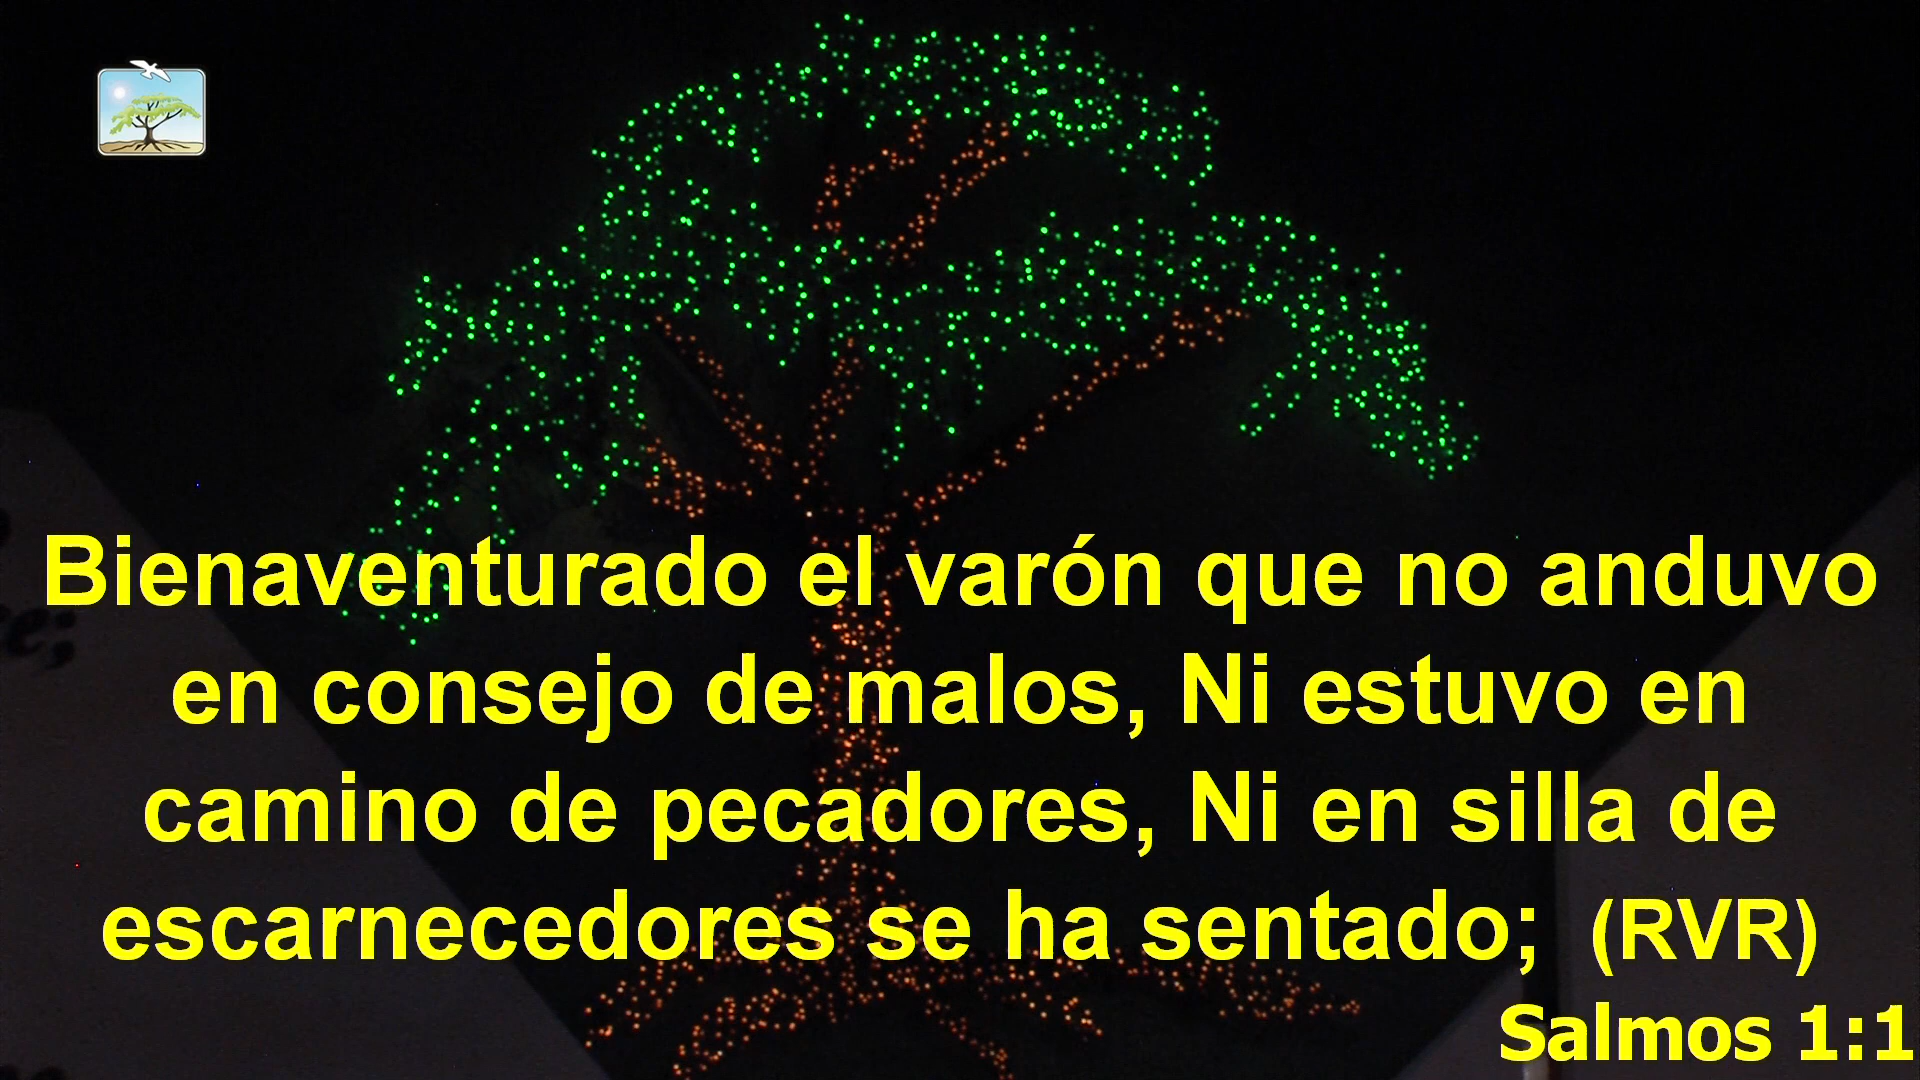 Bienaventurado el varón que no anduvo
en consejo de malos, Ni estuvo en
camino de pecadores, Ni en silla de
escarnecedores se ha sentado; (RVR)
Salmos 1:1